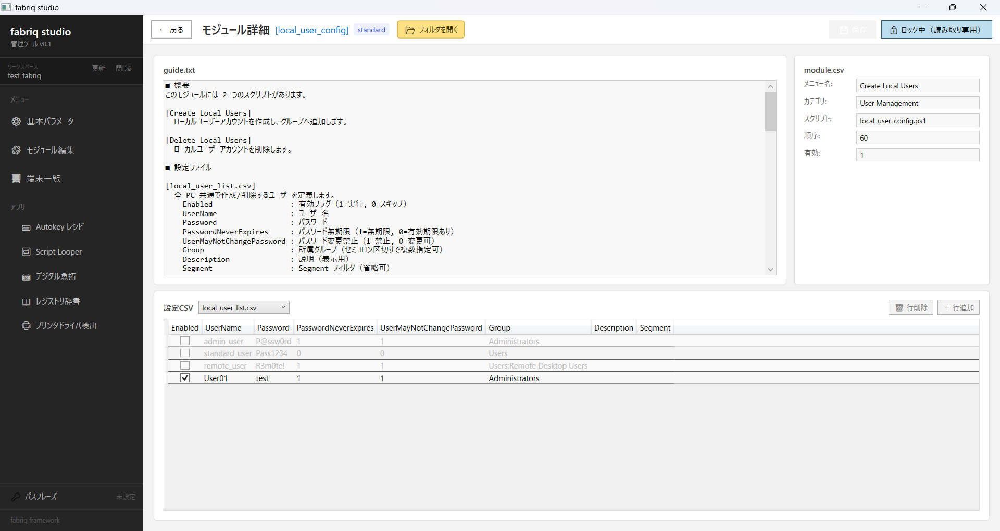 fabriq studio
fabriq studio
管理ツール v0.1
ワークスペース
更新 閉じる
test_fabriq
メニュー
基本パラメータ
モジュール編集
端末一覧
アプリ
Autokey レシピ
Script Looper
デジタル魚拓
レジストリ辞書
プリンタドライバ検出
パスフレーズ 未設定
fabriq framework
← 戻る モジュール詳細 [local_user_config] standard フォルダを開く 保存 ロック中（読み取り専用）
guide.txt
■ 概要
このモジュールには 2 つのスクリプトがあります。
[Create Local Users]
ローカルユーザーアカウントを作成し、グループへ追加します。
[Delete Local Users]
ローカルユーザーアカウントを削除します。
■ 設定ファイル
[local_user_list.csv]
全 PC 共通で作成/削除するユーザーを定義します。
Enabled : 有効フラグ（1=実行, 0=スキップ）
UserName : ユーザー名
Password : パスワード
PasswordNeverExpires : パスワード無期限（1=無期限, 0=有効期限あり）
UserMayNotChangePassword : パスワード変更禁止（1=禁止, 0=変更可）
Group : 所属グループ（セミコロン区切りで複数指定可）
Description : 説明（表示用）
Segment : Segment フィルタ（省略可）
module.csv
メニュー名: Create Local Users
カテゴリ: User Management
スクリプト: local_user_config.ps1
順序: 60
有効: 1
設定CSV local_user_list.csv 行削除 + 行追加
Enabled UserName Password PasswordNeverExpires UserMayNotChangePassword Group Description Segment
admin_user P@ssw0rd 1 1 Administrators
standard_user Pass1234 0 0 Users
remote_user R3m0te! 1 1 Users;Remote Desktop Users
User01 test 1 1 Administrators